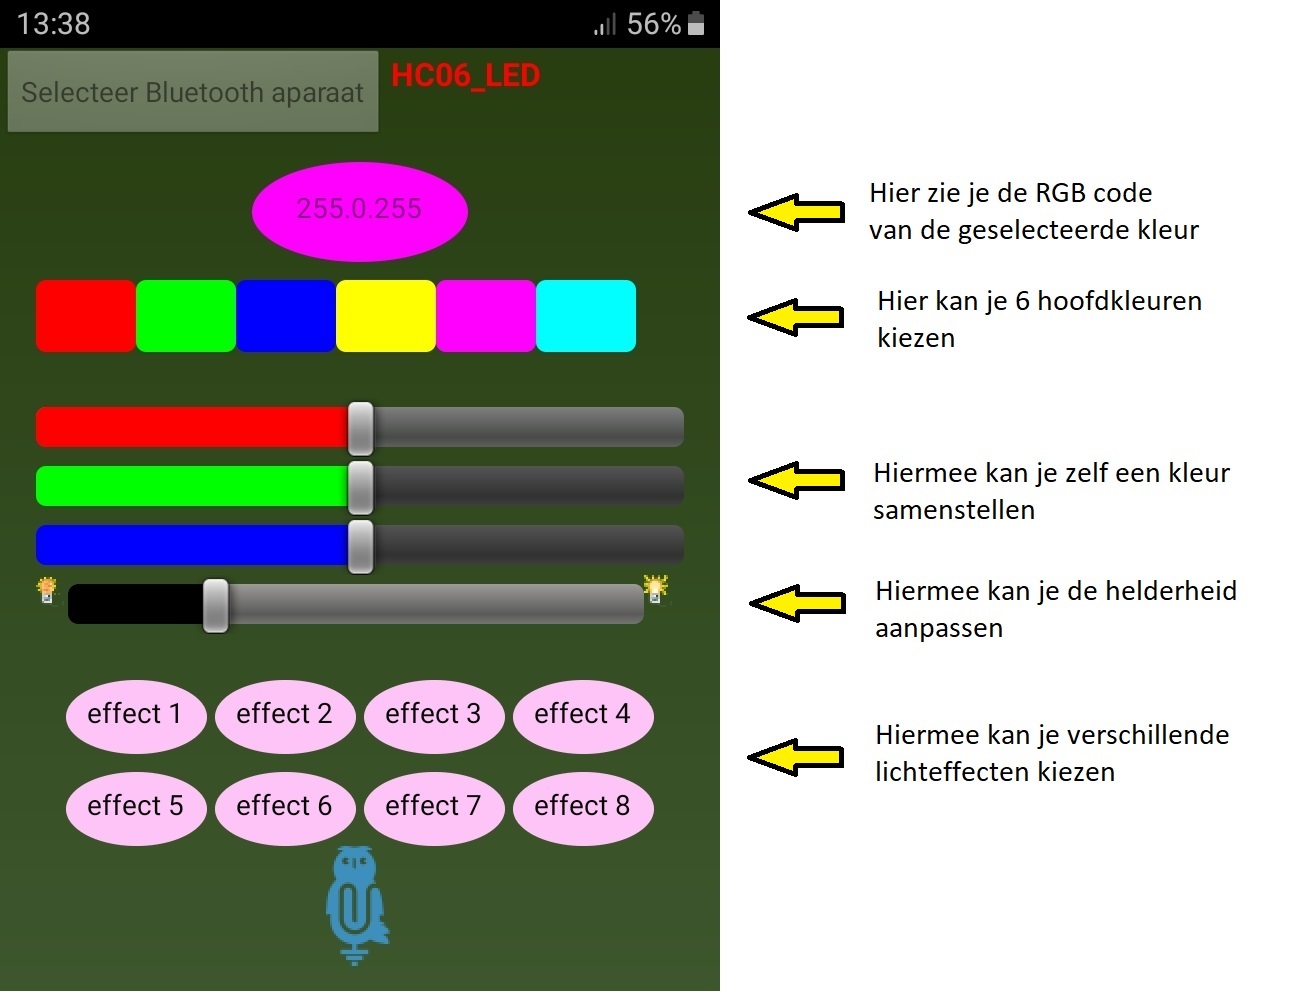 13:38
56%
Selecteer Bluetooth aparaat
HC06_LED
255.0.255
Hier zie je de RGB code
van de geselecteerde kleur
Hier kan je 6 hoofdkleuren
kiezen
Hiermee kan je zelf een kleur
samenstellen
Hiermee kan je de helderheid
aanpassen
effect 1
effect 2
effect 3
effect 4
Hiermee kan je verschillende
lichteffecten kiezen
effect 5
effect 6
effect 7
effect 8